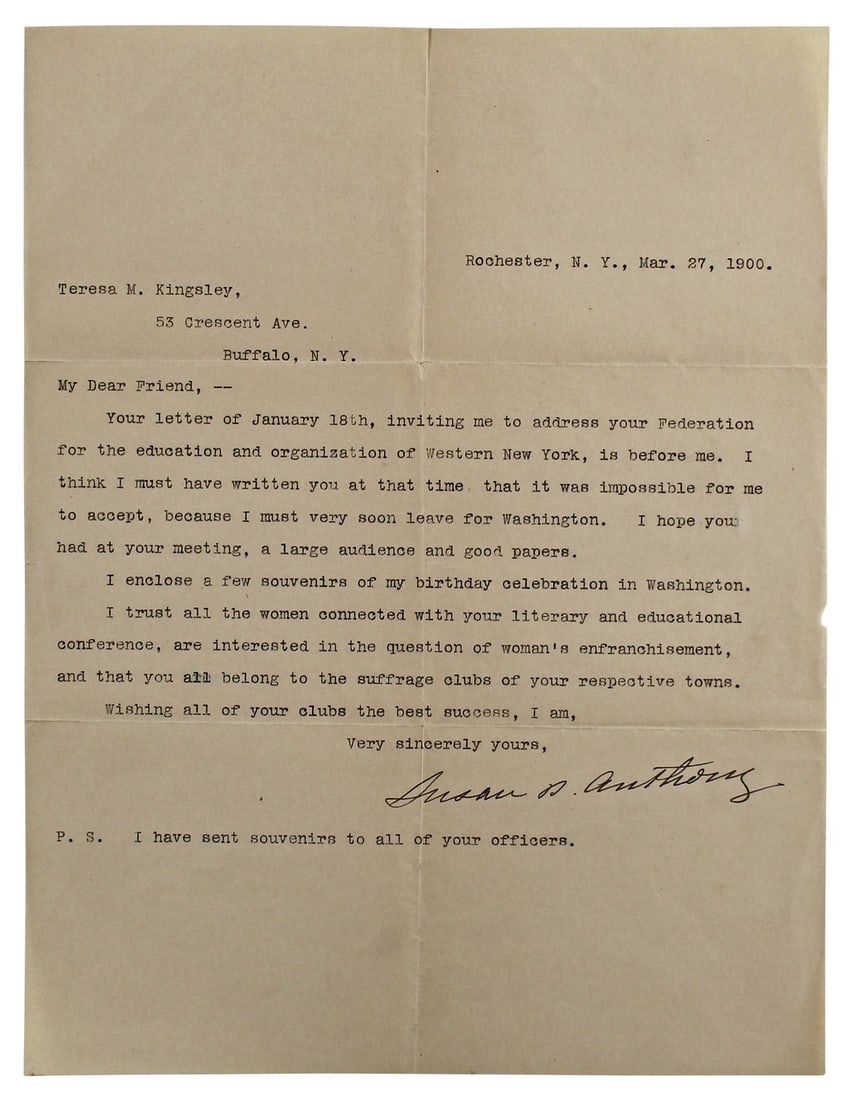 Rochester, N. Y., Mar. 27, 1900.
Teresa M. Kingsley,
53 Crescent Ave.
Buffalo, N. Y.
My Dear Friend, --
Your letter of January 18th, inviting me to address your Federation
for the education and organization of Western New York, is before me. I
think I must have written you at that time that it was impossible for me
to accept, because I must very soon leave for Washington. I hope you
had at your meeting, a large audience and good papers.
I enclose a few souvenirs of my birthday celebration in Washington.
I trust all the women connected with your literary and educational
conference, are interested in the question of woman's enfranchisement,
and that you all belong to the suffrage clubs of your respective towns.
Wishing all of your clubs the best success, I am,
Very sincerely yours,
Susan B. Anthony
P. S. I have sent souvenirs to all of your officers.